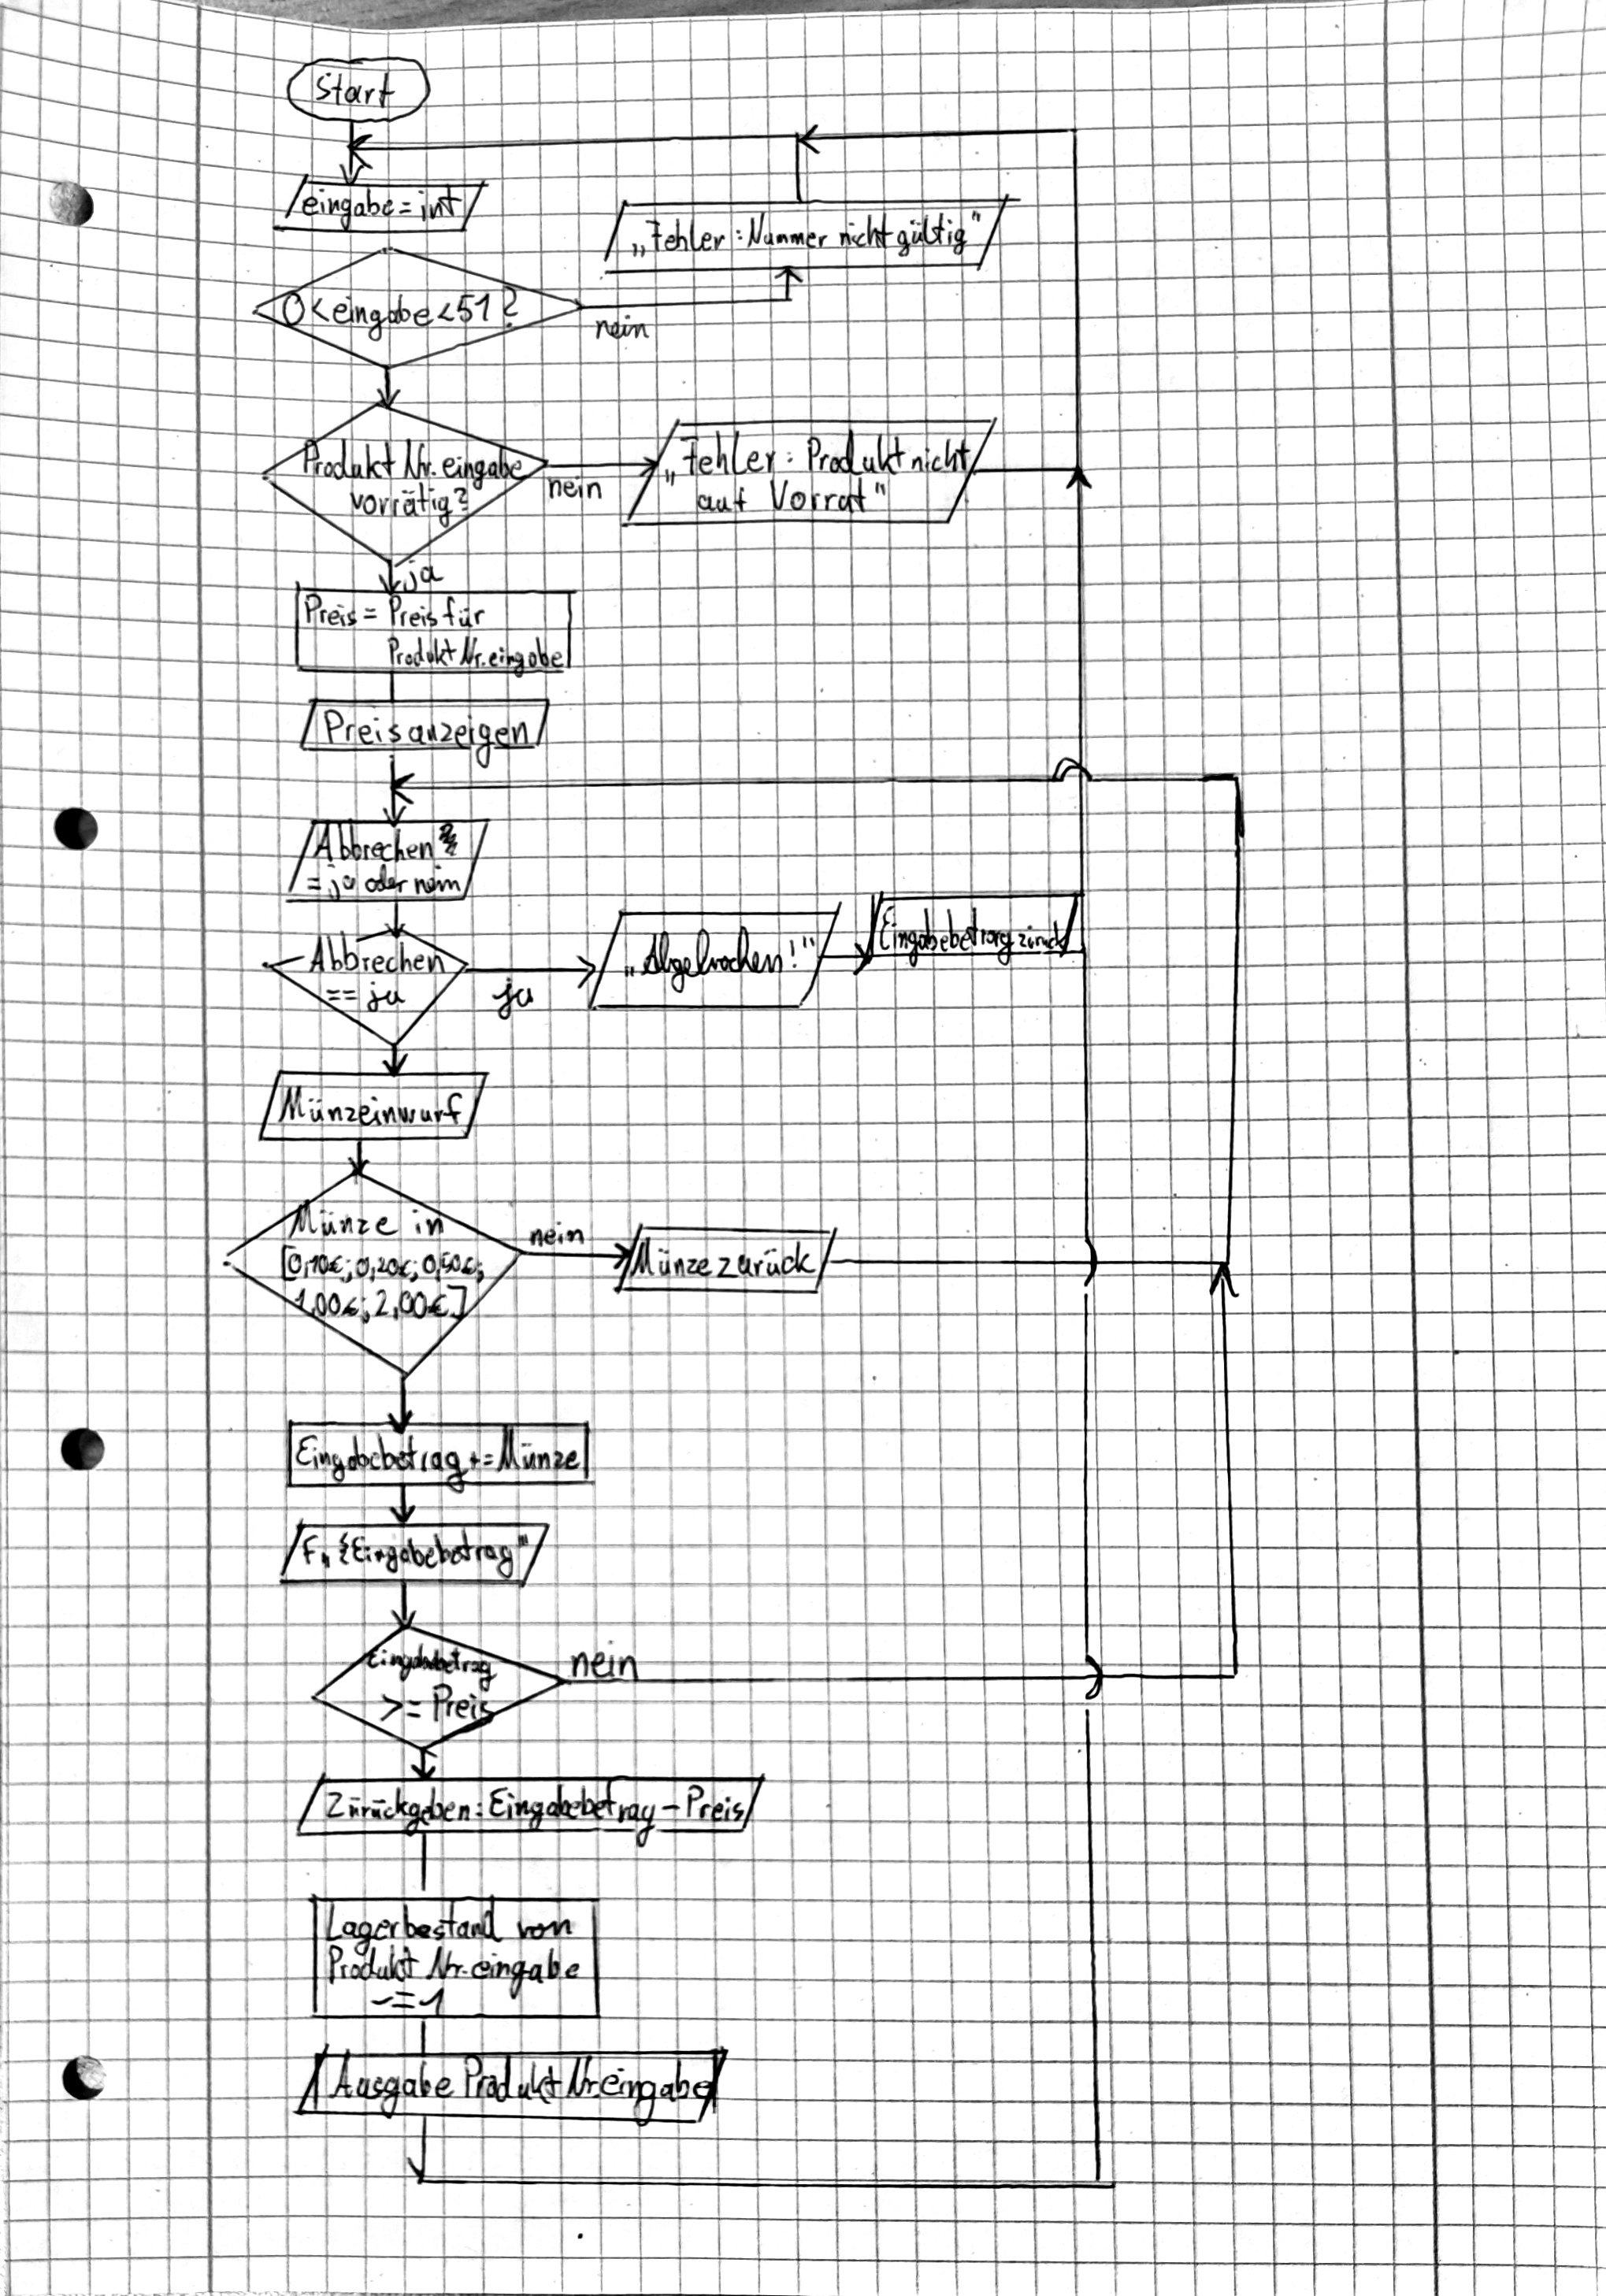 Start
eingabe = int
„Fehler: Nummer nicht gültig"
0 < eingabe < 51 ?
nein
Produkt Nr. eingabe
vorrätig?
nein
„Fehler: Produkt nicht
auf Vorrat"
ja
Preis = Preis für
Produkt Nr. eingabe
Preis anzeigen
Abbrechen
= ja oder nein
Abbrechen
== ja
ja
„Abgebrochen!"
Eingabebetrag zurück
Münzeinwurf
Münze in
[0,10€; 0,20€; 0,50€;
1,00€; 2,00€]
nein
Münze zurück
Eingabebetrag += Münze
F„{Eingabebetrag"
Eingabebetrag
>= Preis
nein
Zürückgeben: Eingabebetrag - Preis
Lagerbestand von
Produkt Nr. eingabe
-= 1
Ausgabe Produkt Nr. eingabe